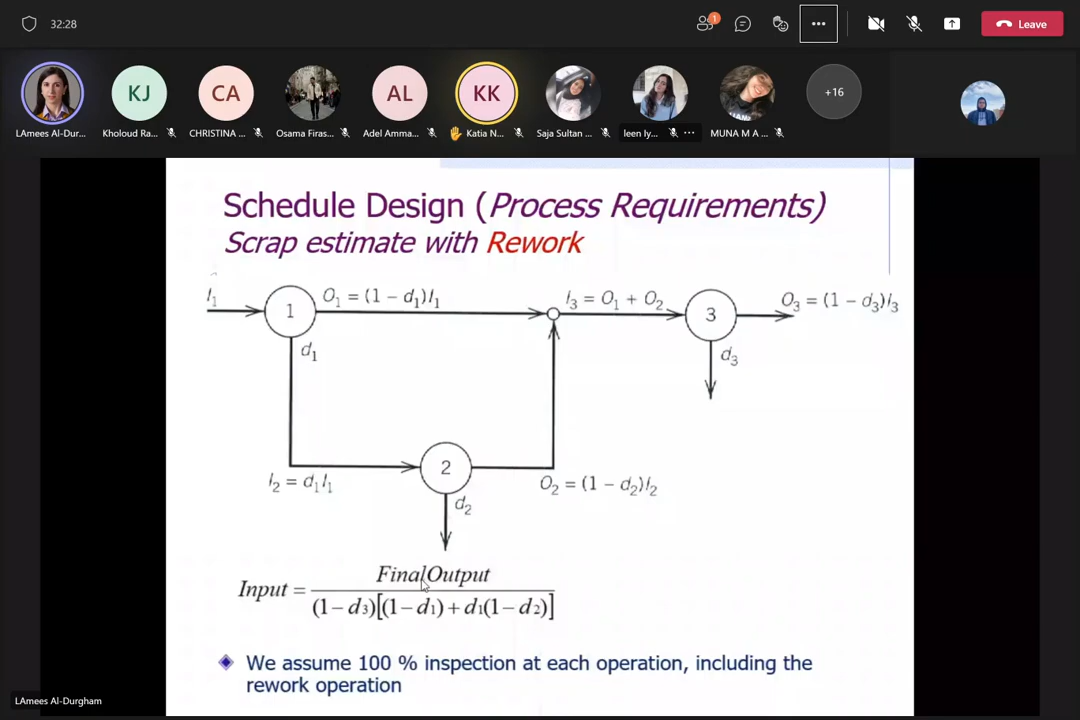 32:28
1
Leave
KJ
CA
AL
KK
+16
LAmees Al-Dur...
Kholoud Ra...
CHRISTINA ...
Osama Firas...
Adel Amma...
Katia N...
Saja Sultan ...
leen Iy...
MUNA M A ...
Schedule Design (Process Requirements)
Scrap estimate with Rework
I₁
1
O₁ = (1 – d₁)I₁
I₃ = O₁ + O₂
3
O₃ = (1 – d₃)I₃
d₁
d₃
2
I₂ = d₁I₁
O₂ = (1 – d₂)I₂
d₂
Input = FinalOutput / (1 – d₃)[(1 – d₁) + d₁(1 – d₂)]
We assume 100 % inspection at each operation, including the
rework operation
LAmees Al-Durgham